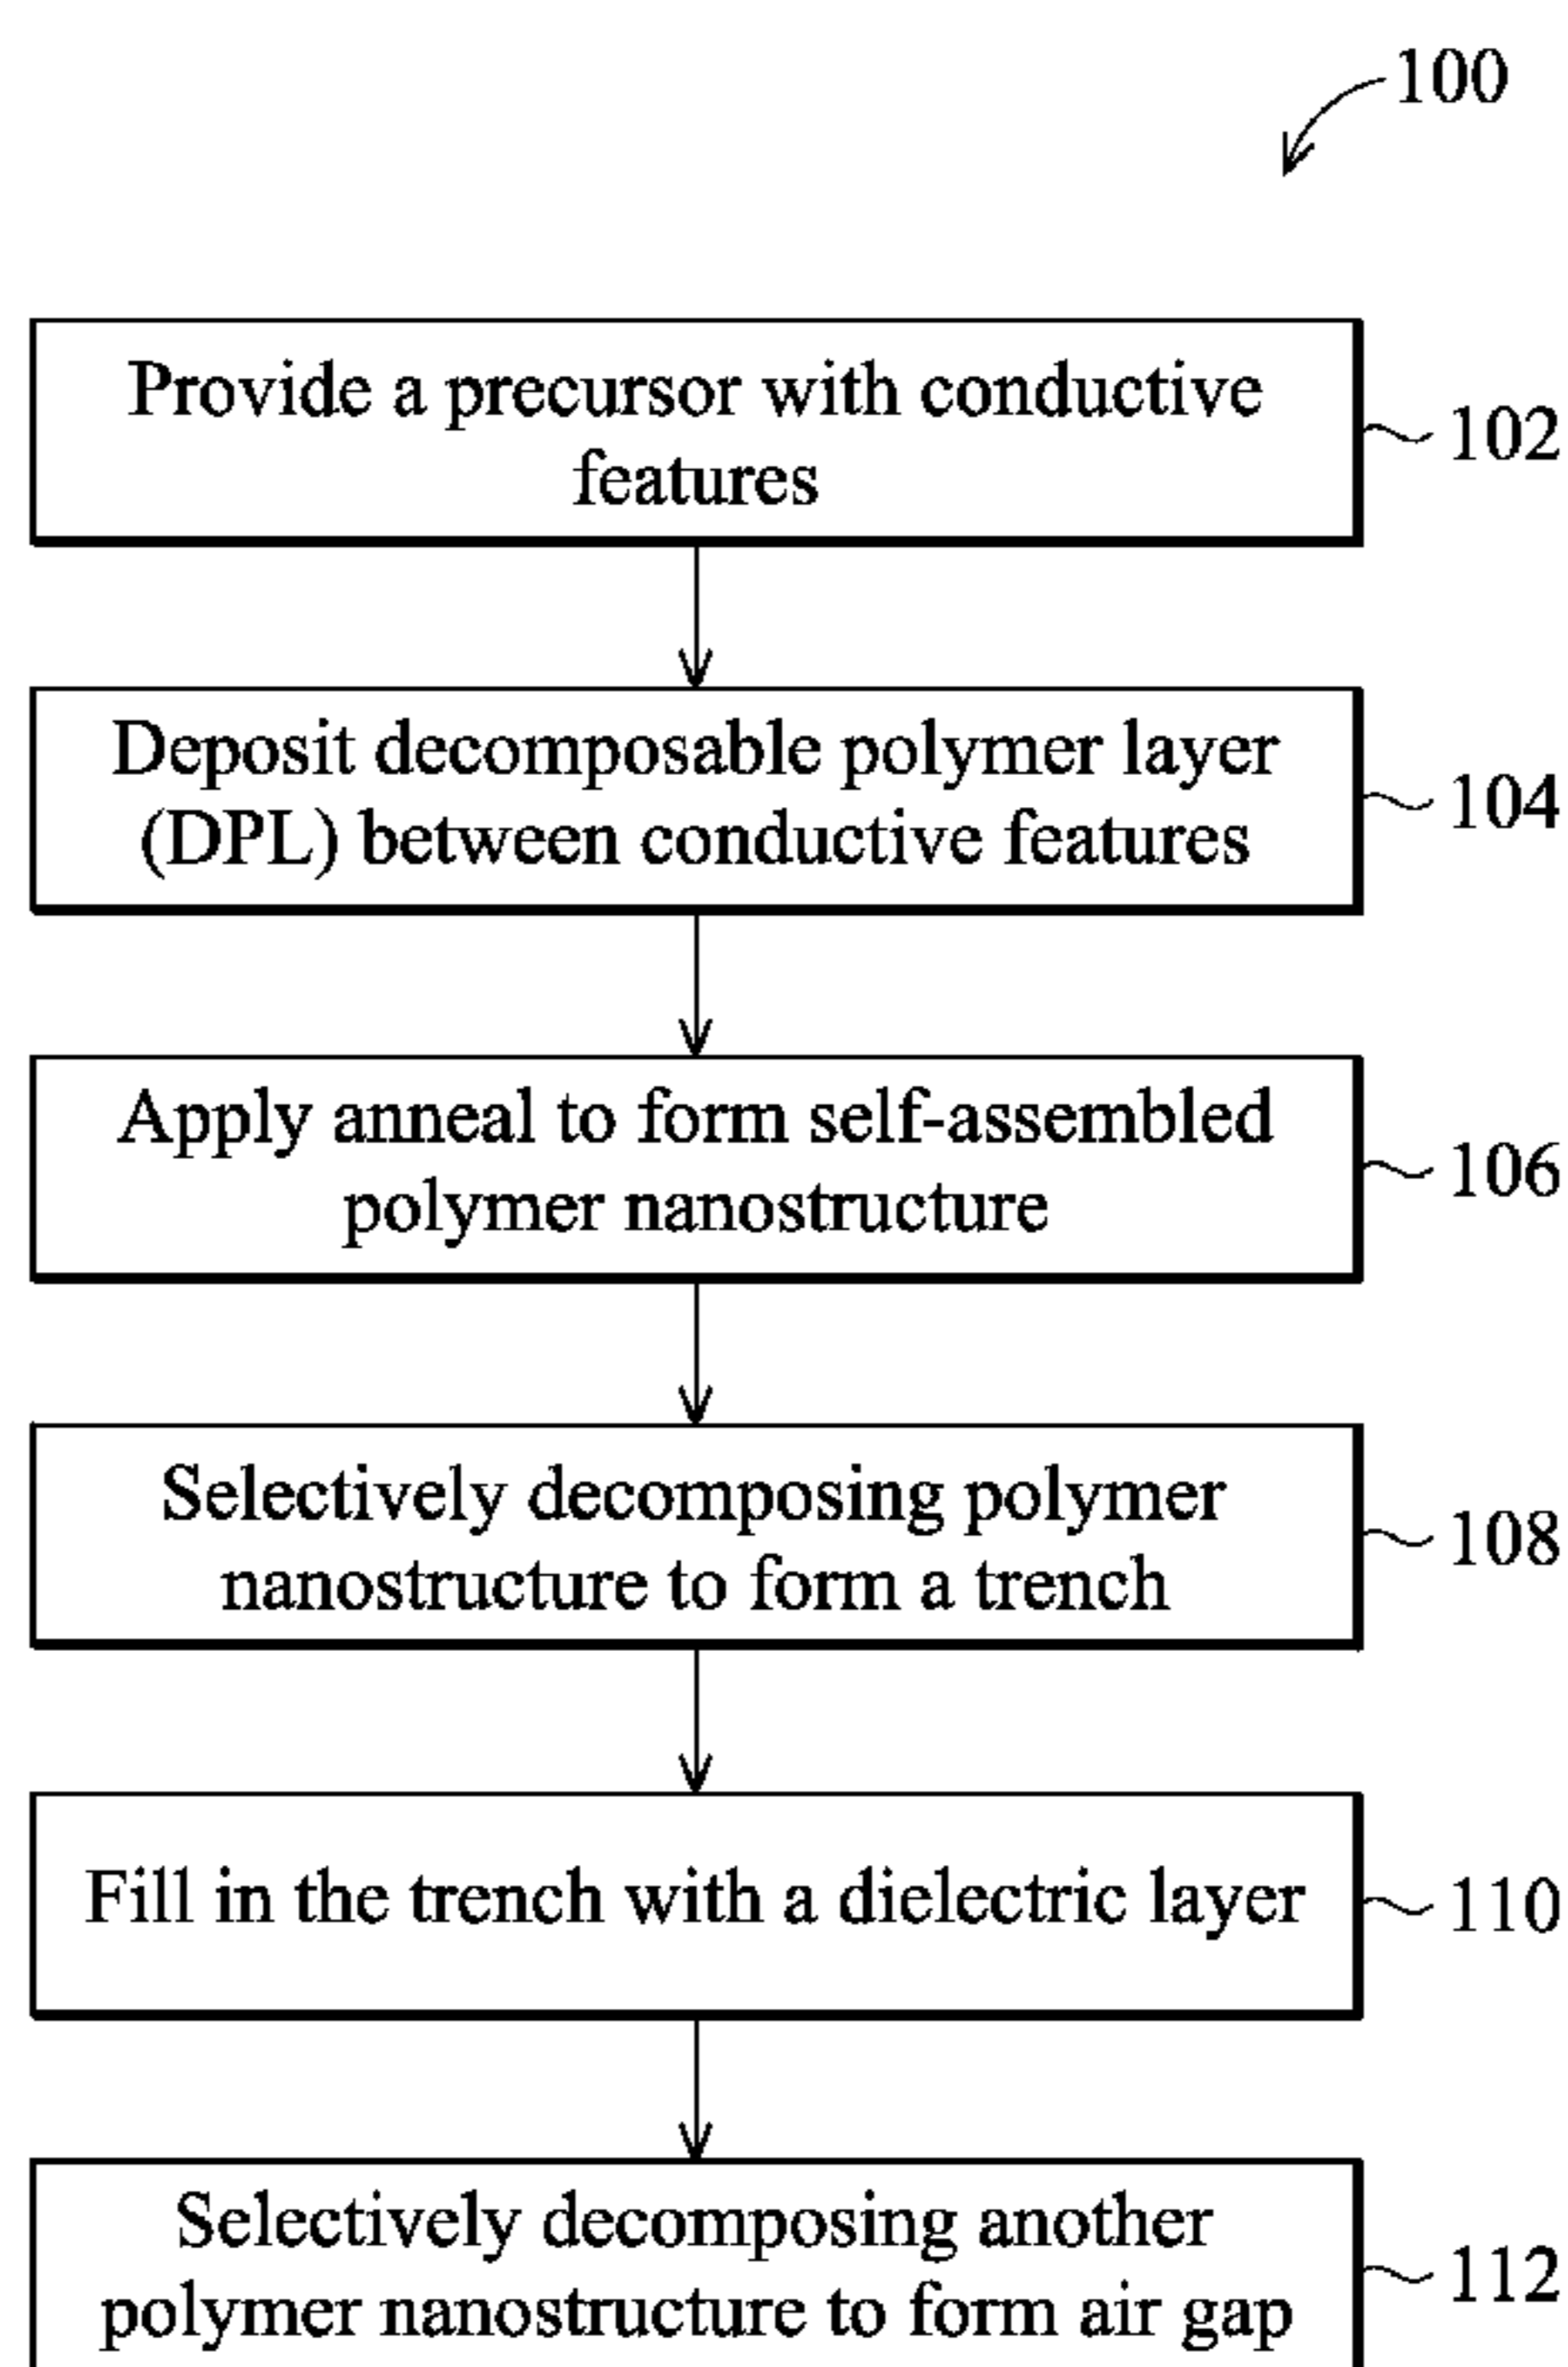 100
Provide a precursor with conductive
features
102
Deposit decomposable polymer layer
(DPL) between conductive features
104
Apply anneal to form self-assembled
polymer nanostructure
106
Selectively decomposing polymer
nanostructure to form a trench
108
Fill in the trench with a dielectric layer
110
Selectively decomposing another
polymer nanostructure to form air gap
112